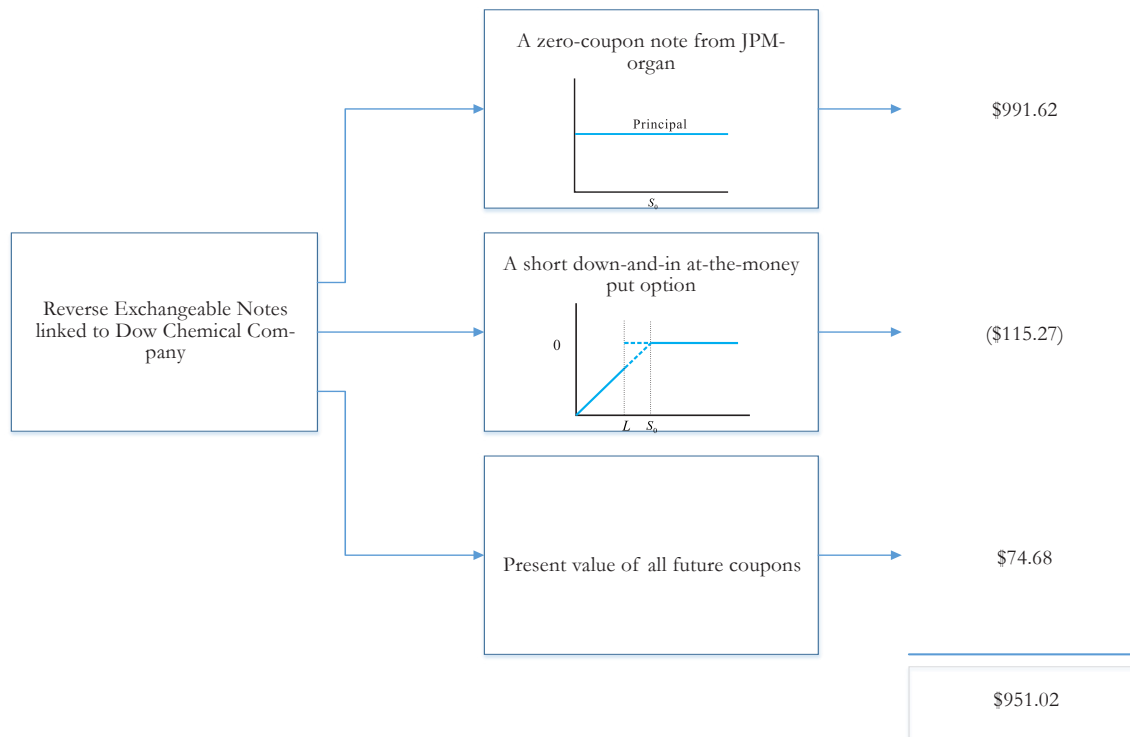 A zero-coupon note from JPM-
organ
Principal
S₀
$991.62
Reverse Exchangeable Notes
linked to Dow Chemical Com-
pany
A short down-and-in at-the-money
put option
0
L S₀
($115.27)
Present value of all future coupons
$74.68
$951.02